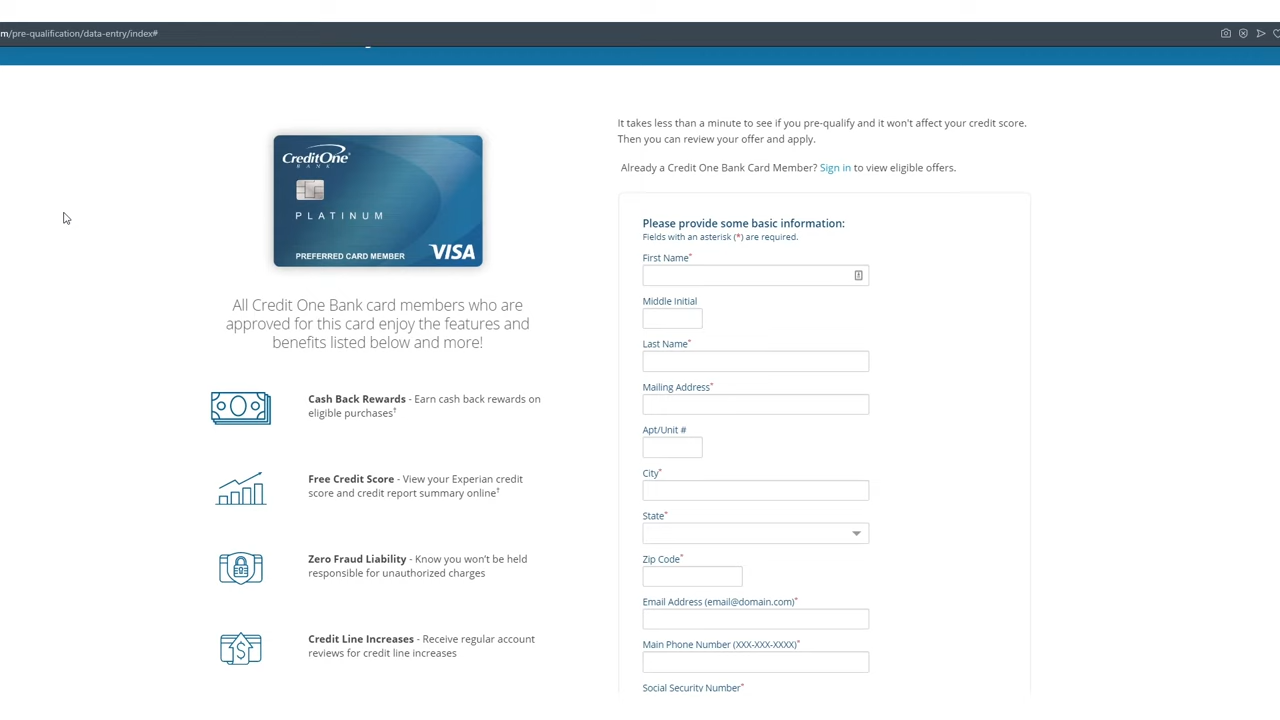 m/pre-qualification/data-entry/index#
CreditOne
BANK
PLATINUM
PREFERRED CARD MEMBER
VISA
All Credit One Bank card members who are
approved for this card enjoy the features and
benefits listed below and more!
Cash Back Rewards - Earn cash back rewards on
eligible purchases†
Free Credit Score - View your Experian credit
score and credit report summary online†
Zero Fraud Liability - Know you won't be held
responsible for unauthorized charges
Credit Line Increases - Receive regular account
reviews for credit line increases
It takes less than a minute to see if you pre-qualify and it won't affect your credit score.
Then you can review your offer and apply.
Already a Credit One Bank Card Member? Sign in to view eligible offers.
Please provide some basic information:
Fields with an asterisk (*) are required.
First Name*
Middle Initial
Last Name*
Mailing Address*
Apt/Unit #
City*
State*
Zip Code*
Email Address (email@domain.com)*
Main Phone Number (XXX-XXX-XXXX)*
Social Security Number*